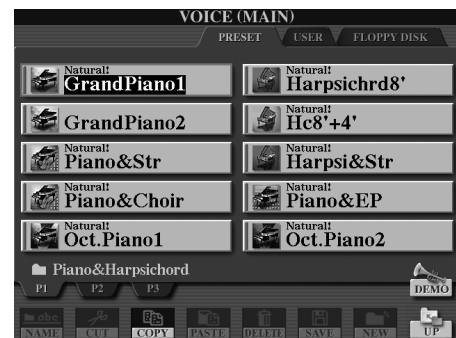 VOICE (MAIN)
PRESET USER FLOPPY DISK
Natural!
GrandPiano1
Natural!
Harpsichrd8'
GrandPiano2
Natural!
Hc8'+4'
Natural!
Piano&Str
Natural!
Harpsi&Str
Natural!
Piano&Choir
Natural!
Piano&EP
Natural!
Oct.Piano1
Natural!
Oct.Piano2
Piano&Harpsichord
P1 P2 P3
DEMO
abc
NAME CUT COPY PASTE DELETE SAVE NEW UP